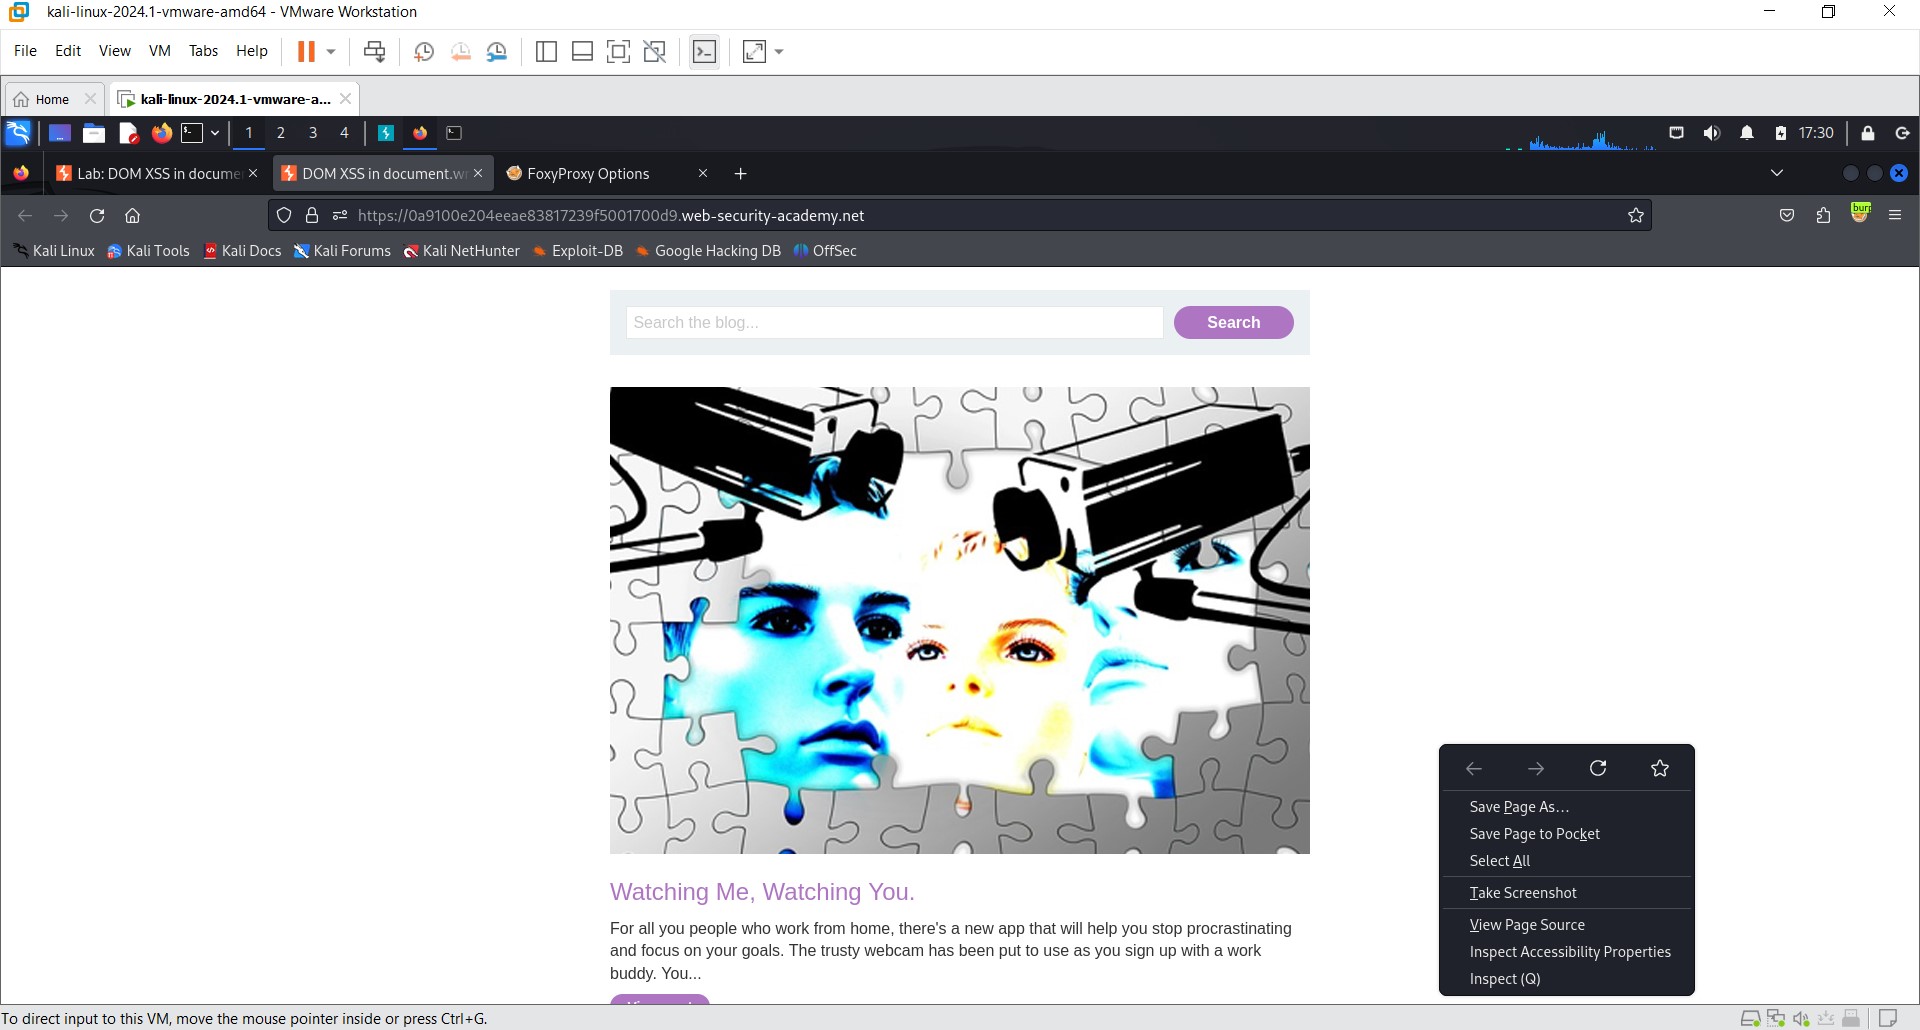 kali-linux-2024.1-vmware-amd64 - VMware Workstation
File Edit View VM Tabs Help
Home kali-linux-2024.1-vmware-a...
1 2 3 4 17:30
Lab: DOM XSS in docume DOM XSS in document.wr FoxyProxy Options
https://0a9100e204eeae83817239f5001700d9.web-security-academy.net
Kali Linux Kali Tools Kali Docs Kali Forums Kali NetHunter Exploit-DB Google Hacking DB OffSec
Search the blog... Search
Watching Me, Watching You.
For all you people who work from home, there's a new app that will help you stop procrastinating
and focus on your goals. The trusty webcam has been put to use as you sign up with a work
buddy. You...
Save Page As...
Save Page to Pocket
Select All
Take Screenshot
View Page Source
Inspect Accessibility Properties
Inspect (Q)
To direct input to this VM, move the mouse pointer inside or press Ctrl+G.